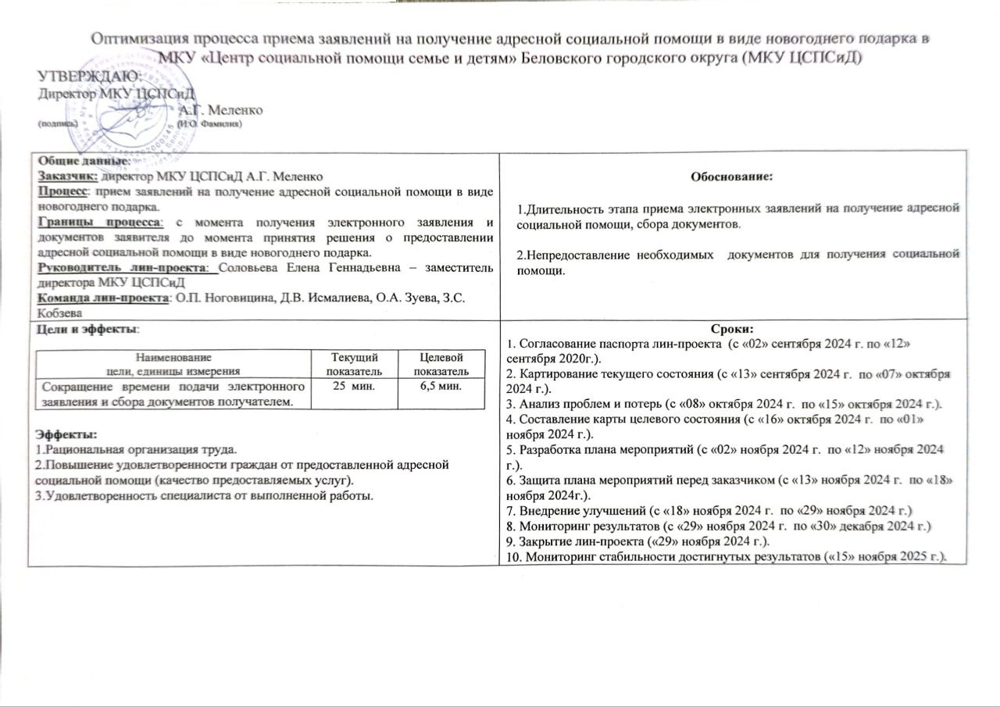 Оптимизация процесса приема заявлений на получение адресной социальной помощи в виде новогоднего подарка в
МКУ «Центр социальной помощи семье и детям» Беловского городского округа (МКУ ЦСПСиД)
УТВЕРЖДАЮ:
Директор МКУ ЦСПСиД
А.Г. Меленко
(подпись) (И.О. Фамилия)
Общие данные:
Заказчик: директор МКУ ЦСПСиД А.Г. Меленко
Процесс: прием заявлений на получение адресной социальной помощи в виде
новогоднего подарка.
Границы процесса: с момента получения электронного заявления и
документов заявителя до момента принятия решения о предоставлении
адресной социальной помощи в виде новогоднего подарка.
Руководитель лин-проекта: Соловьева Елена Геннадьевна – заместитель
директора МКУ ЦСПСиД
Команда лин-проекта: О.П. Ноговицина, Д.В. Исмалиева, О.А. Зуева, З.С.
Кобзева
Обоснование:
1.Длительность этапа приема электронных заявлений на получение адресной
социальной помощи, сбора документов.
2.Непредоставление необходимых документов для получения социальной
помощи.
Цели и эффекты:
Наименование
цели, единицы измерения
Текущий
показатель
Целевой
показатель
Сокращение времени подачи электронного
заявления и сбора документов получателем.
25 мин.
6,5 мин.
Эффекты:
1.Рациональная организация труда.
2.Повышение удовлетворенности граждан от предоставленной адресной
социальной помощи (качество предоставляемых услуг).
3.Удовлетворенность специалиста от выполненной работы.
Сроки:
1. Согласование паспорта лин-проекта (с «02» сентября 2024 г. по «12»
сентября 2020г.).
2. Картирование текущего состояния (с «13» сентября 2024 г. по «07» октября
2024 г.).
3. Анализ проблем и потерь (с «08» октября 2024 г. по «15» октября 2024 г.).
4. Составление карты целевого состояния (с «16» октября 2024 г. по «01»
ноября 2024 г.).
5. Разработка плана мероприятий (с «02» ноября 2024 г. по «12» ноября 2024
г.).
6. Защита плана мероприятий перед заказчиком (с «13» ноября 2024 г. по «18»
ноября 2024г.).
7. Внедрение улучшений (с «18» ноября 2024 г. по «29» ноября 2024 г.)
8. Мониторинг результатов (с «29» ноября 2024 г. по «30» декабря 2024 г.)
9. Закрытие лин-проекта («29» ноября 2024 г.).
10. Мониторинг стабильности достигнутых результатов («15» ноября 2025 г.).